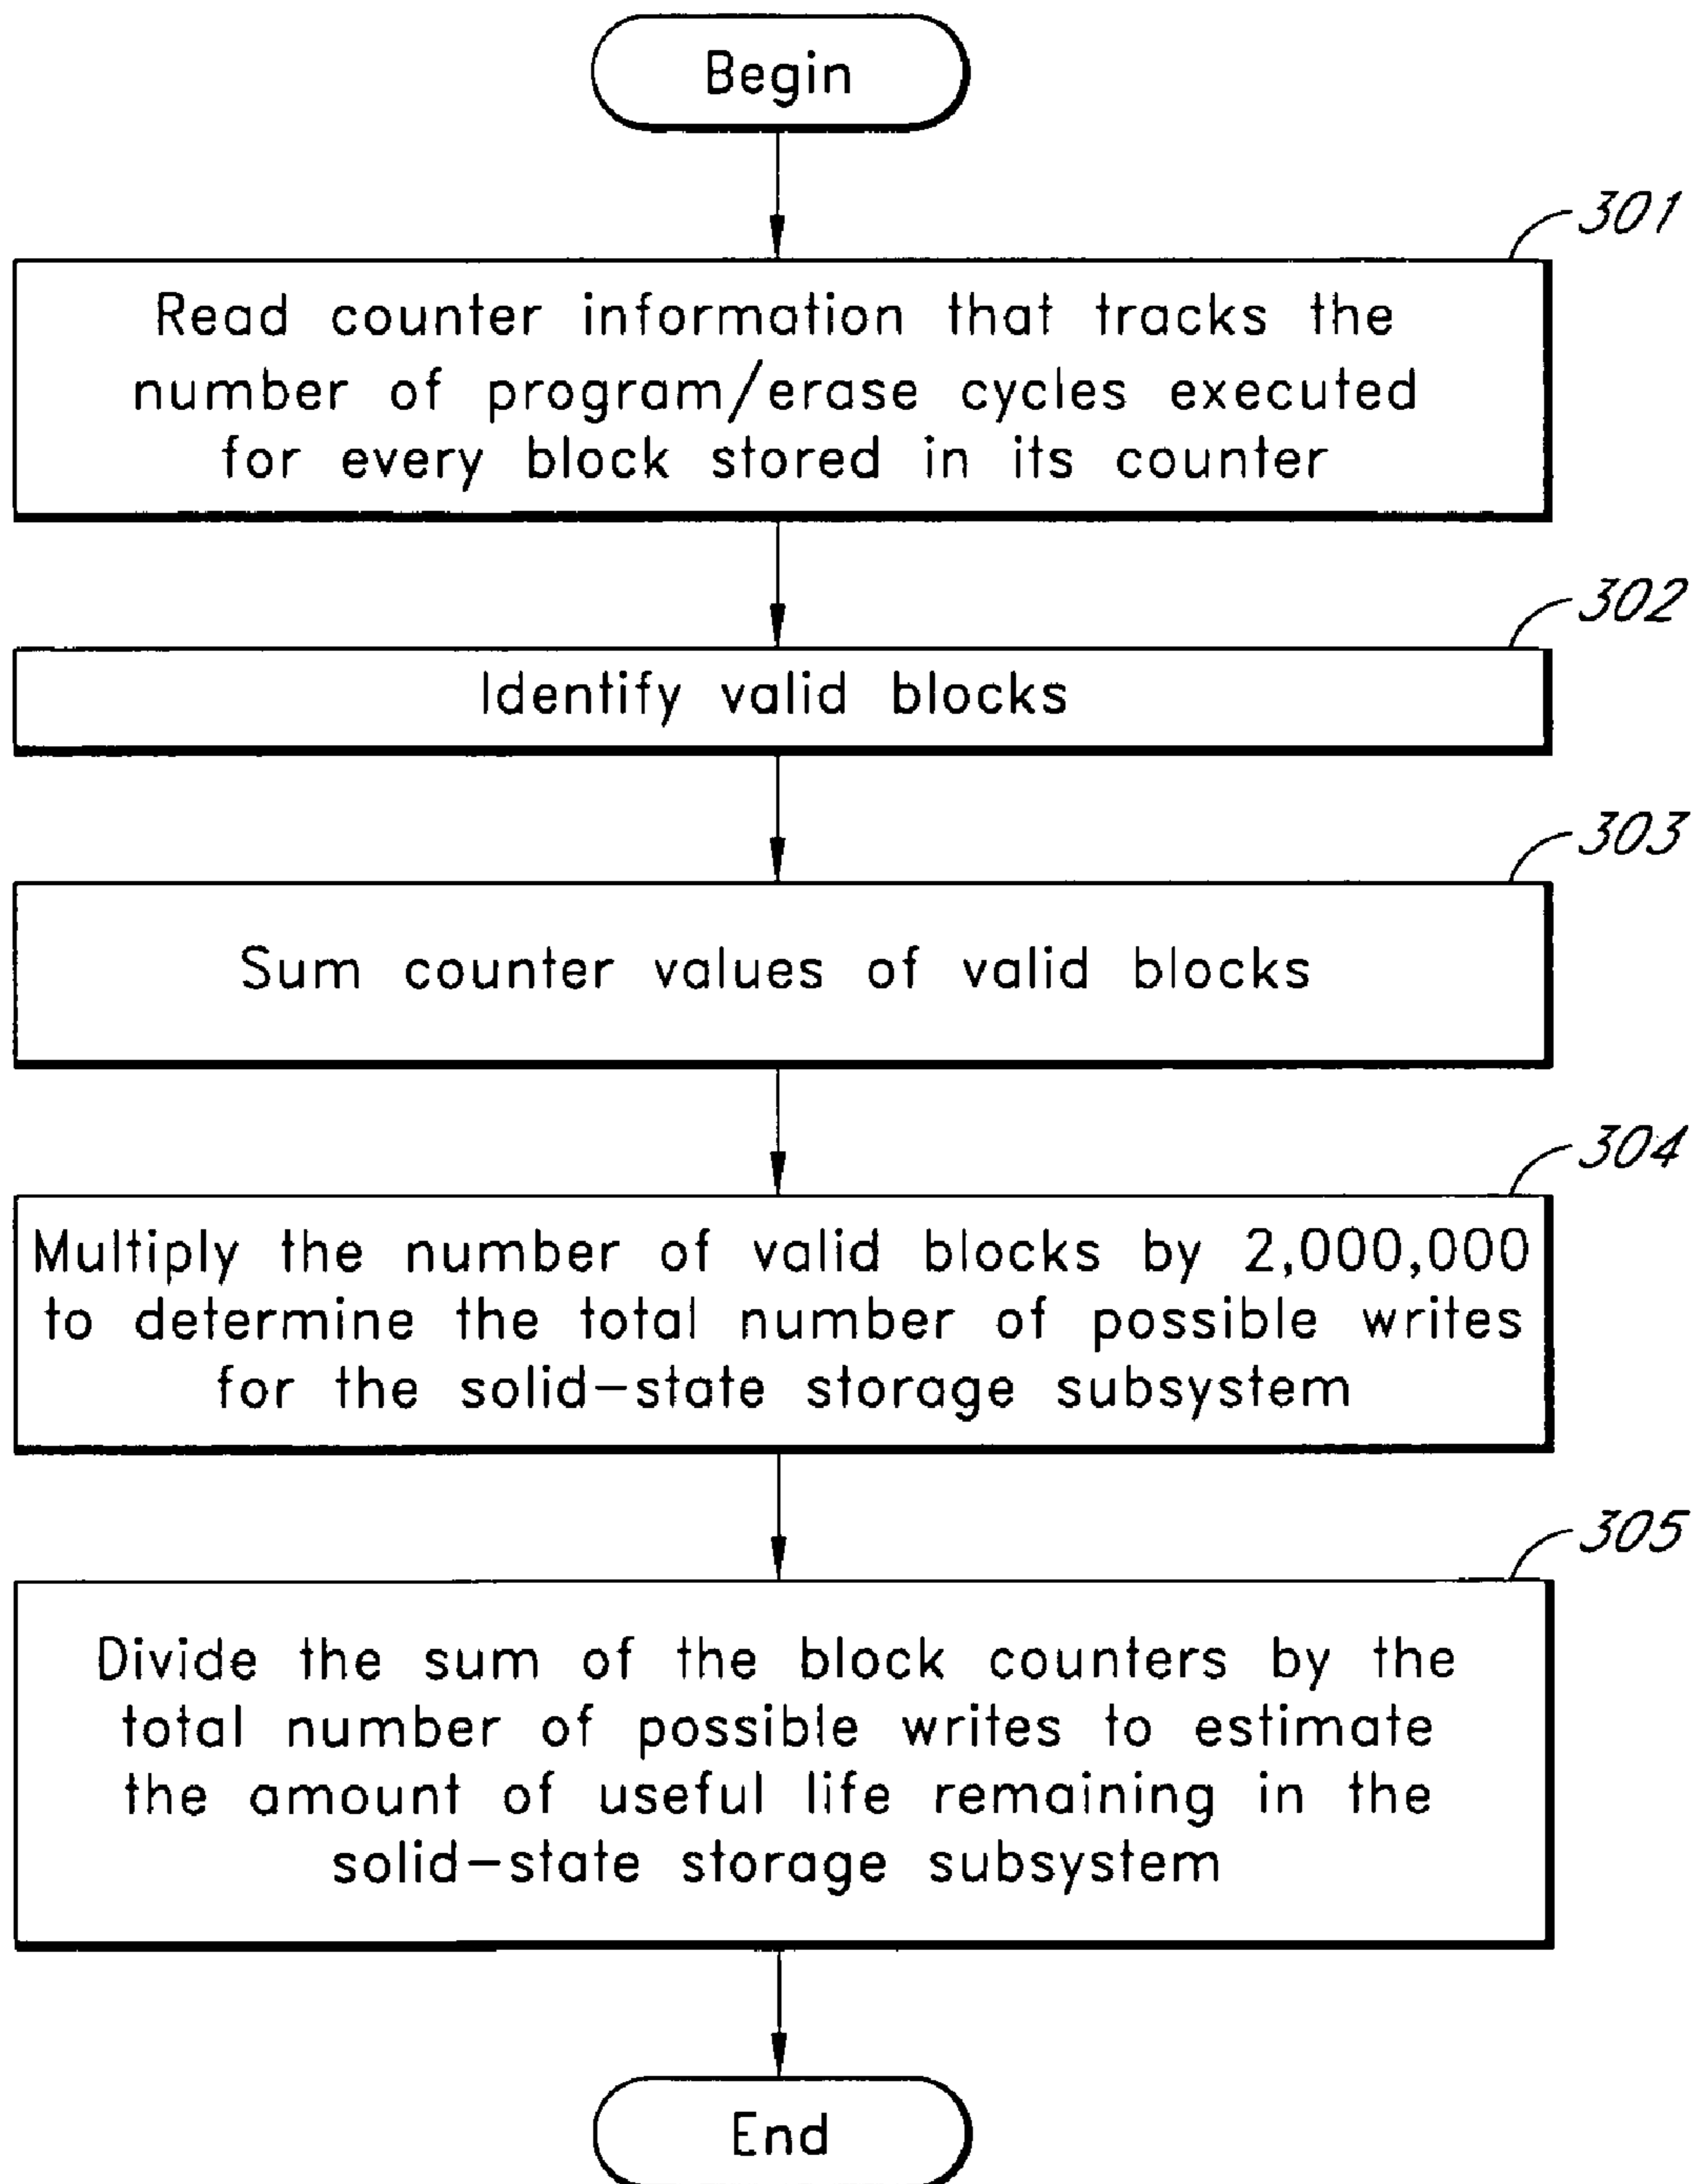 Begin
301
Read counter information that tracks the
number of program/erase cycles executed
for every block stored in its counter
302
Identify valid blocks
303
Sum counter values of valid blocks
304
Multiply the number of valid blocks by 2,000,000
to determine the total number of possible writes
for the solid-state storage subsystem
305
Divide the sum of the block counters by the
total number of possible writes to estimate
the amount of useful life remaining in the
solid-state storage subsystem
End